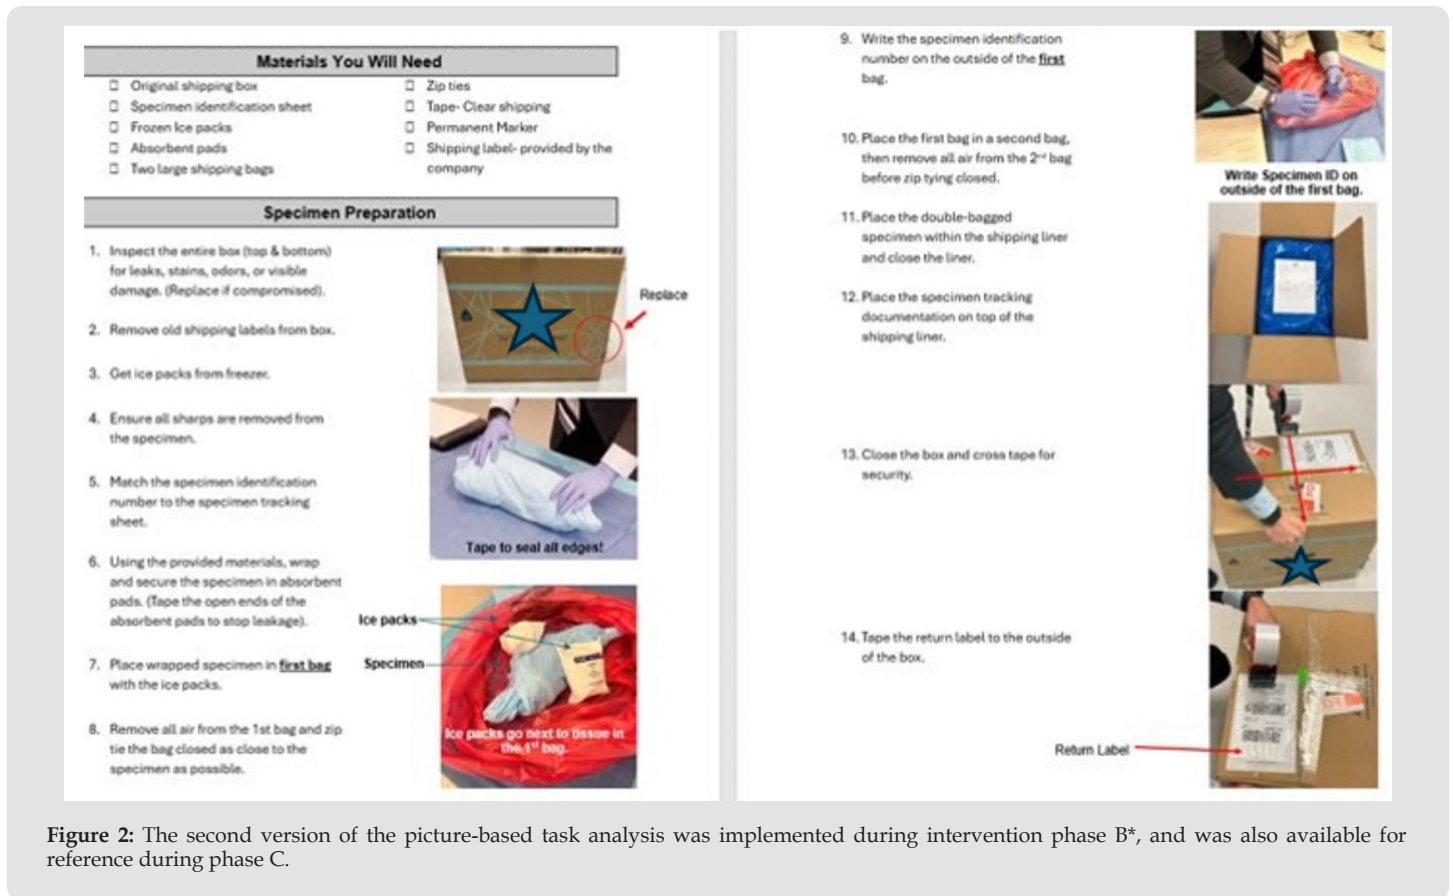 Materials You Will Need
Original shipping box
Specimen identification sheet
Frozen Ice packs
Absorbent pads
Two large shipping bags
Zip ties
Tape- Clear shipping
Permanent Marker
Shipping label- provided by the
company
Specimen Preparation
1. Inspect the entire box (top & bottom)
for leaks, stains, odors, or visible
damage. (Replace if compromised).
2. Remove old shipping labels from box.
3. Get ice packs from freezer.
4. Ensure all sharps are removed from
the specimen.
5. Match the specimen identification
number to the specimen tracking
sheet.
6. Using the provided materials, wrap
and secure the specimen in absorbent
pads. (Tape the open ends of the
absorbent pads to stop leakage).
7. Place wrapped specimen in first bag
with the ice packs.
8. Remove all air from the 1st bag and zip
tie the bag closed as close to the
specimen as possible.
Replace
Tape to seal all edges!
Ice packs
Specimen
Ice packs go next to tissue in
the 1st bag.
9. Write the specimen identification
number on the outside of the first
bag.
10. Place the first bag in a second bag,
then remove all air from the 2nd bag
before zip tying closed.
11. Place the double-bagged
specimen within the shipping liner
and close the liner.
12. Place the specimen tracking
documentation on top of the
shipping liner.
13. Close the box and cross tape for
security.
14. Tape the return label to the outside
of the box.
Write Specimen ID on
outside of the first bag.
Return Label
Figure 2: The second version of the picture-based task analysis was implemented during intervention phase B*, and was also available for
reference during phase C.